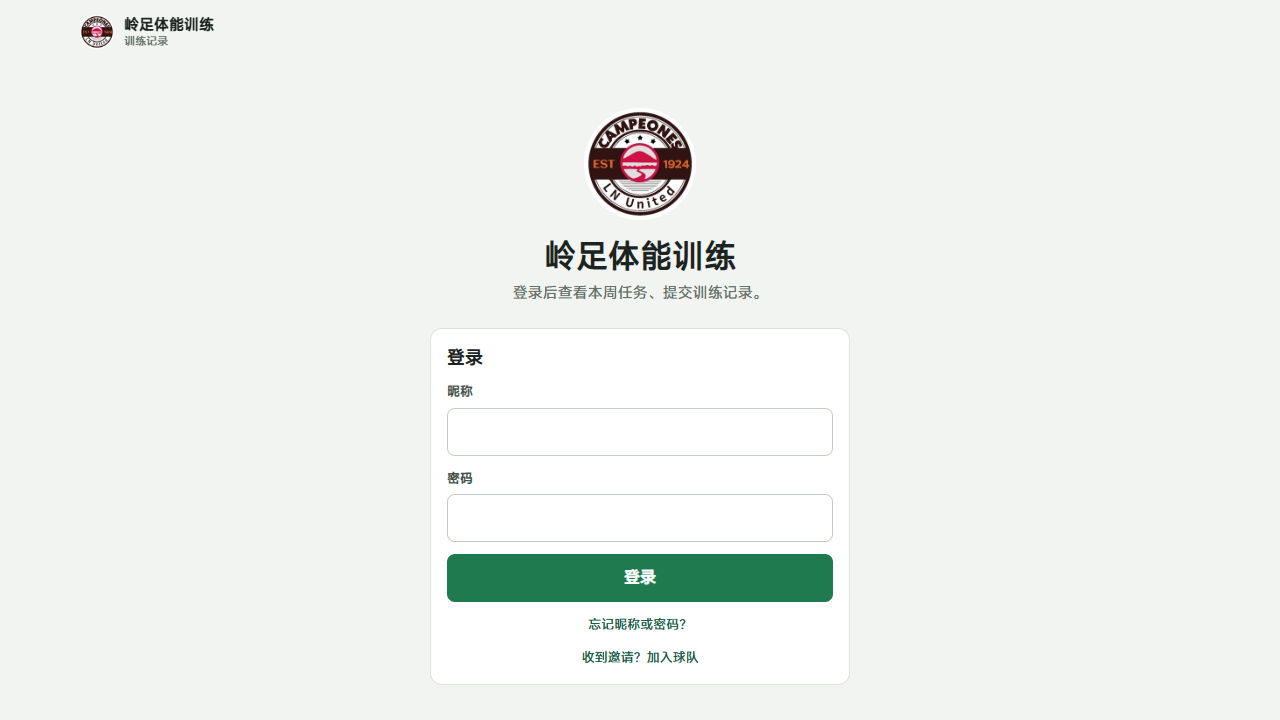 岭足体能训练
训练记录
CAMPEONES
EST 1924
LN United
岭足体能训练
登录后查看本周任务、提交训练记录。
登录
昵称
密码
登录
忘记昵称或密码？
收到邀请？加入球队